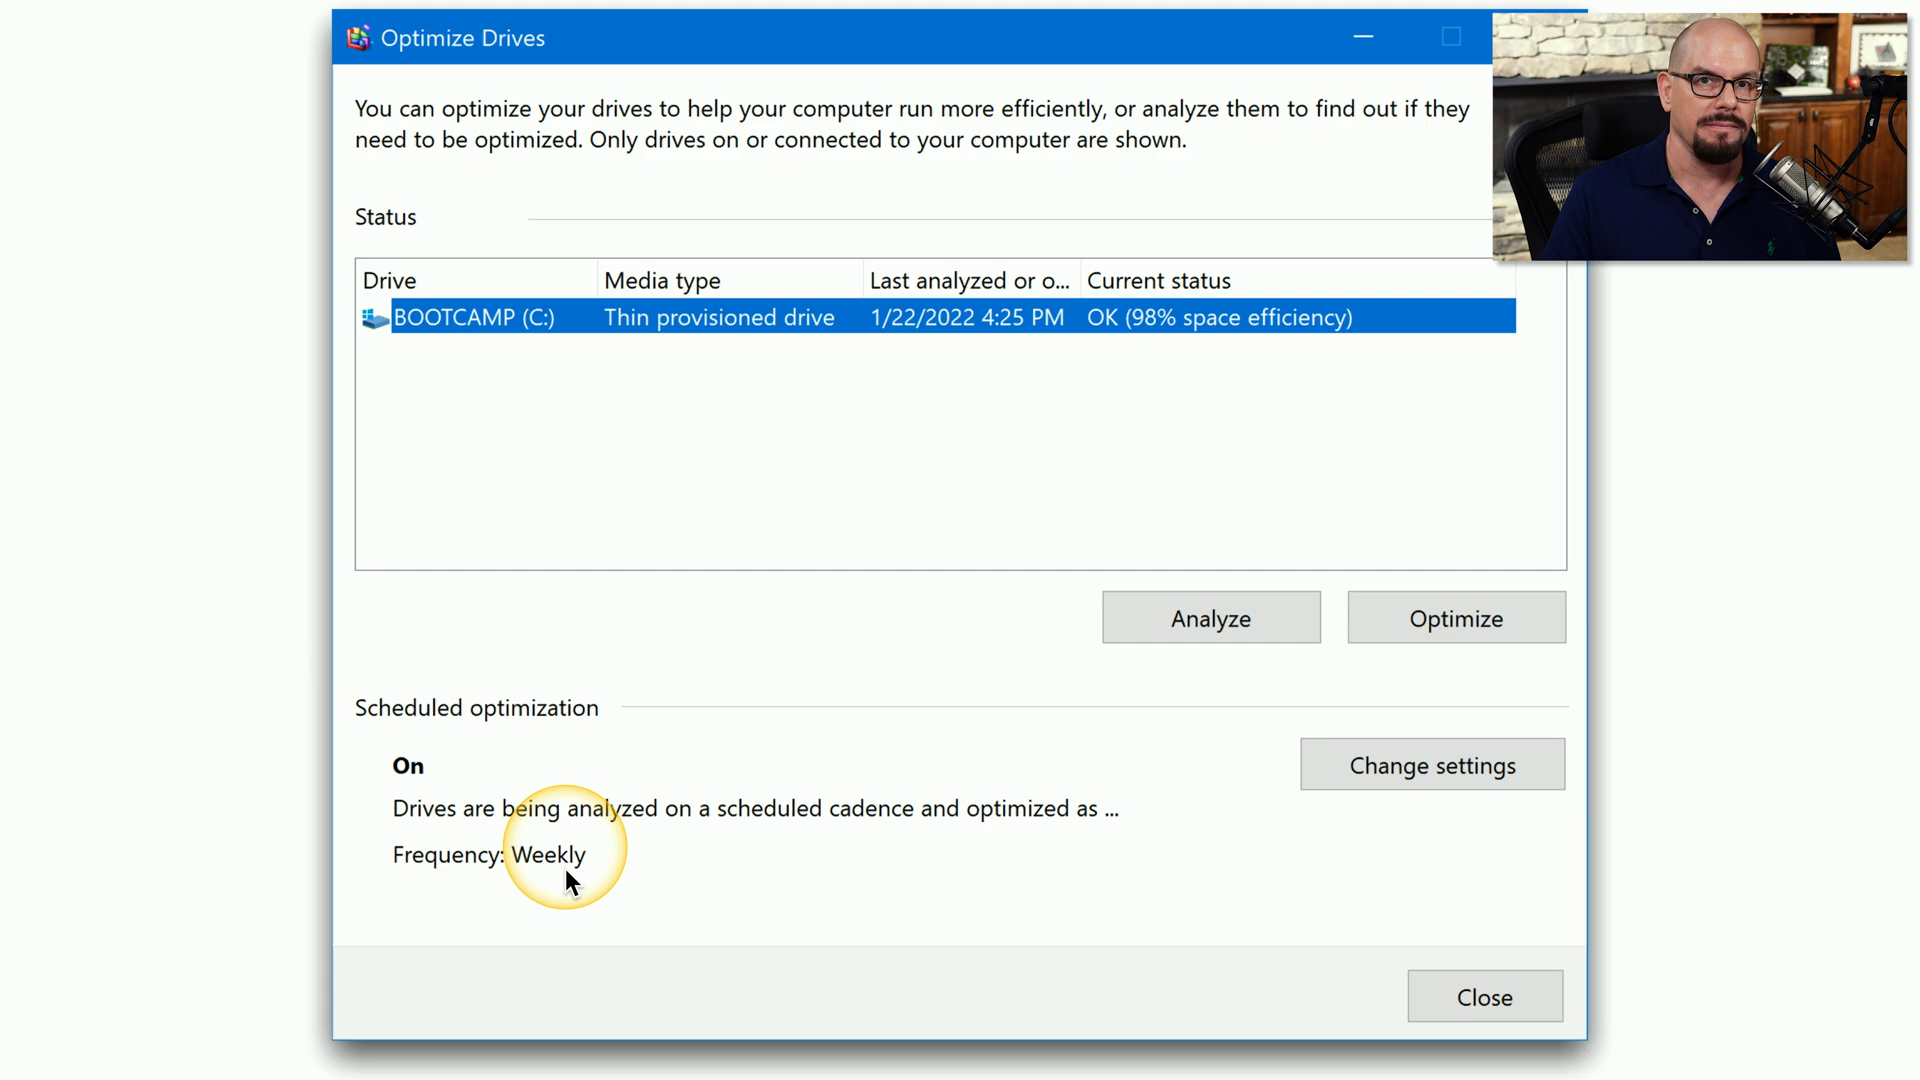 Optimize Drives
You can optimize your drives to help your computer run more efficiently, or analyze them to find out if they
need to be optimized. Only drives on or connected to your computer are shown.
Status
Drive Media type Last analyzed or o... Current status
BOOTCAMP (C:) Thin provisioned drive 1/22/2022 4:25 PM OK (98% space efficiency)
Analyze Optimize
Scheduled optimization
On
Change settings
Drives are being analyzed on a scheduled cadence and optimized as ...
Frequency: Weekly
Close